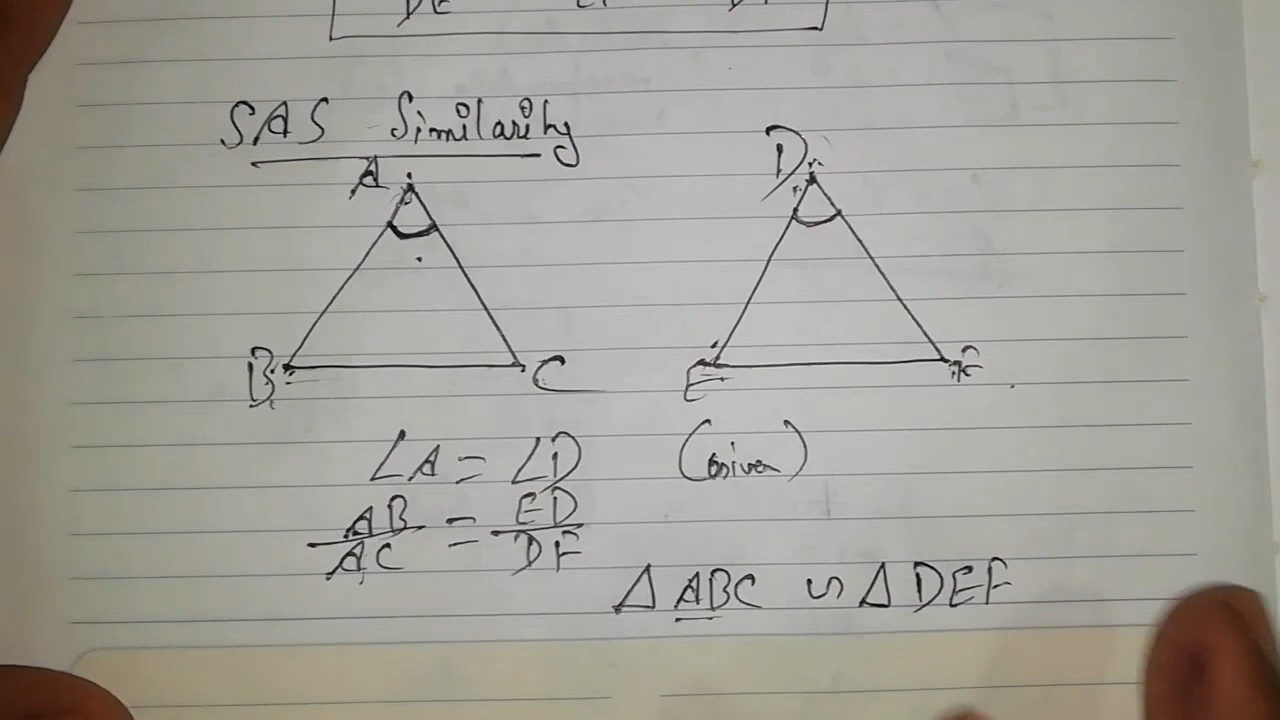 SAS Similarity
A
D
B
C
E
F
∠A = ∠D (Given)
AB/AC = ED/DF
Δ ABC ∽ Δ DEF